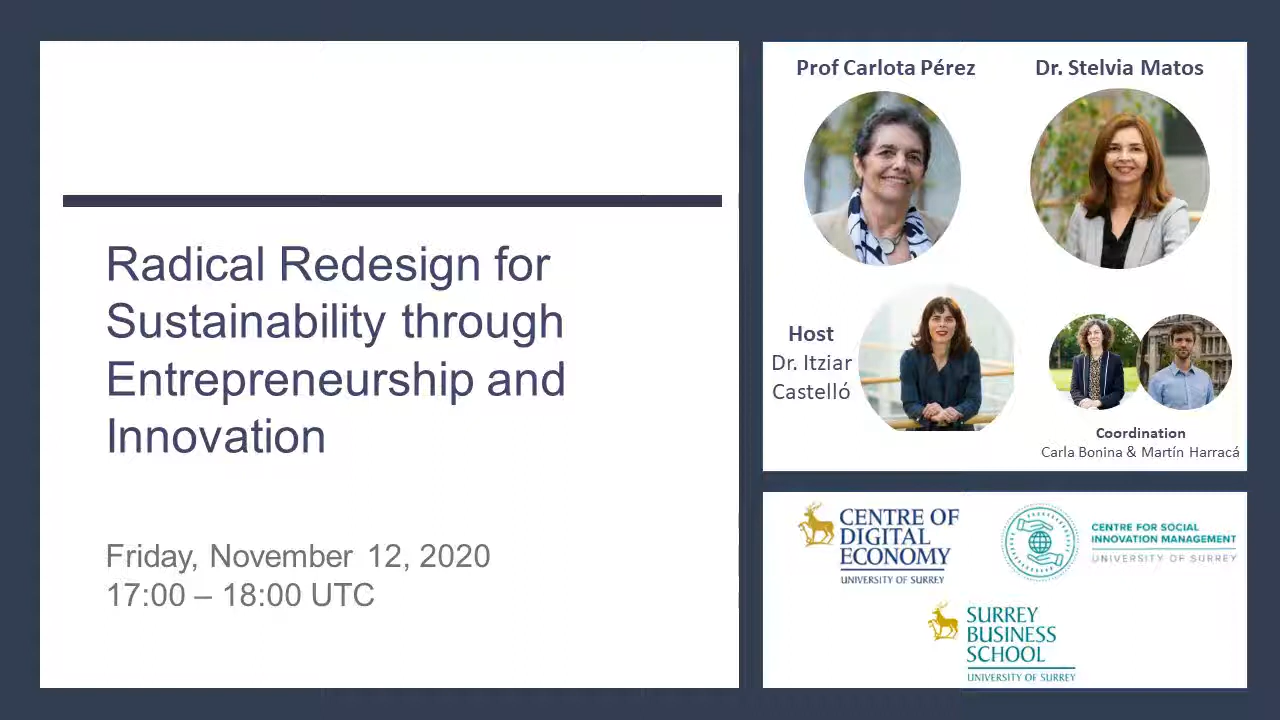 Radical Redesign for
Sustainability through
Entrepreneurship and
Innovation
Friday, November 12, 2020
17:00 – 18:00 UTC
Prof Carlota Pérez
Dr. Stelvia Matos
Host
Dr. Itziar
Castelló
Coordination
Carla Bonina & Martín Harracá
CENTRE OF
DIGITAL
ECONOMY
UNIVERSITY OF SURREY
CENTRE FOR SOCIAL
INNOVATION MANAGEMENT
UNIVERSITY OF SURREY
SURREY
BUSINESS
SCHOOL
UNIVERSITY OF SURREY